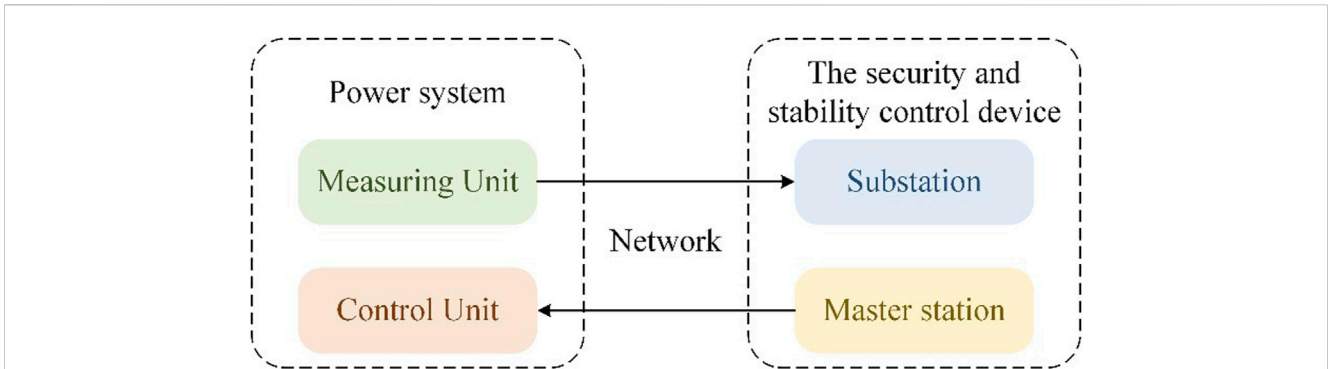 Power system
Measuring Unit
Control Unit
Network
The security and
stability control device
Substation
Master station